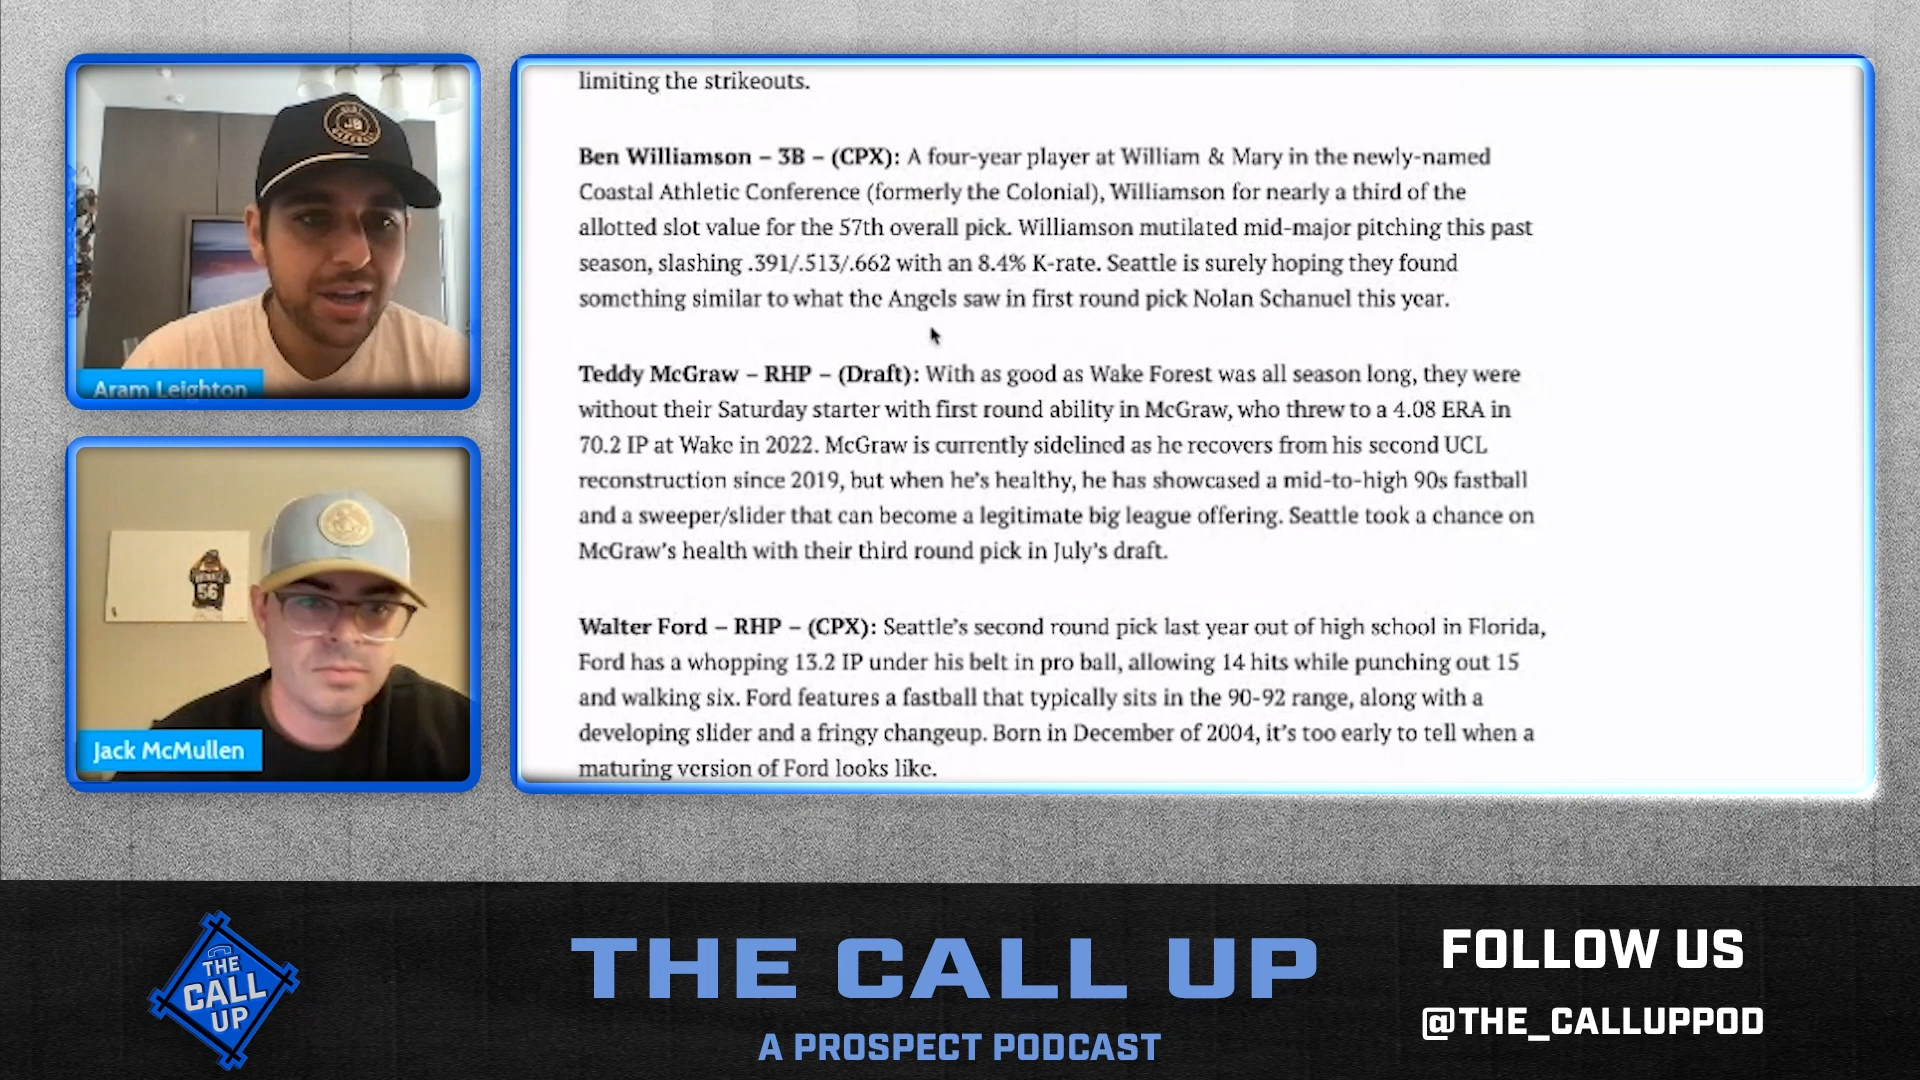 limiting the strikeouts.
Ben Williamson – 3B – (CPX): A four-year player at William & Mary in the newly-named
Coastal Athletic Conference (formerly the Colonial), Williamson for nearly a third of the
allotted slot value for the 57th overall pick. Williamson mutilated mid-major pitching this past
season, slashing .391/.513/.662 with an 8.4% K-rate. Seattle is surely hoping they found
something similar to what the Angels saw in first round pick Nolan Schanuel this year.
Teddy McGraw – RHP – (Draft): With as good as Wake Forest was all season long, they were
without their Saturday starter with first round ability in McGraw, who threw to a 4.08 ERA in
70.2 IP at Wake in 2022. McGraw is currently sidelined as he recovers from his second UCL
reconstruction since 2019, but when he's healthy, he has showcased a mid-to-high 90s fastball
and a sweeper/slider that can become a legitimate big league offering. Seattle took a chance on
McGraw's health with their third round pick in July's draft.
Walter Ford – RHP – (CPX): Seattle's second round pick last year out of high school in Florida,
Ford has a whopping 13.2 IP under his belt in pro ball, allowing 14 hits while punching out 15
and walking six. Ford features a fastball that typically sits in the 90-92 range, along with a
developing slider and a fringy changeup. Born in December of 2004, it's too early to tell when a
maturing version of Ford looks like.
JB
BASEBALL
Aram Leighton
56
Jack McMullen
THE
CALL
UP
THE CALL UP
A PROSPECT PODCAST
FOLLOW US
@THE_CALLUPPOD